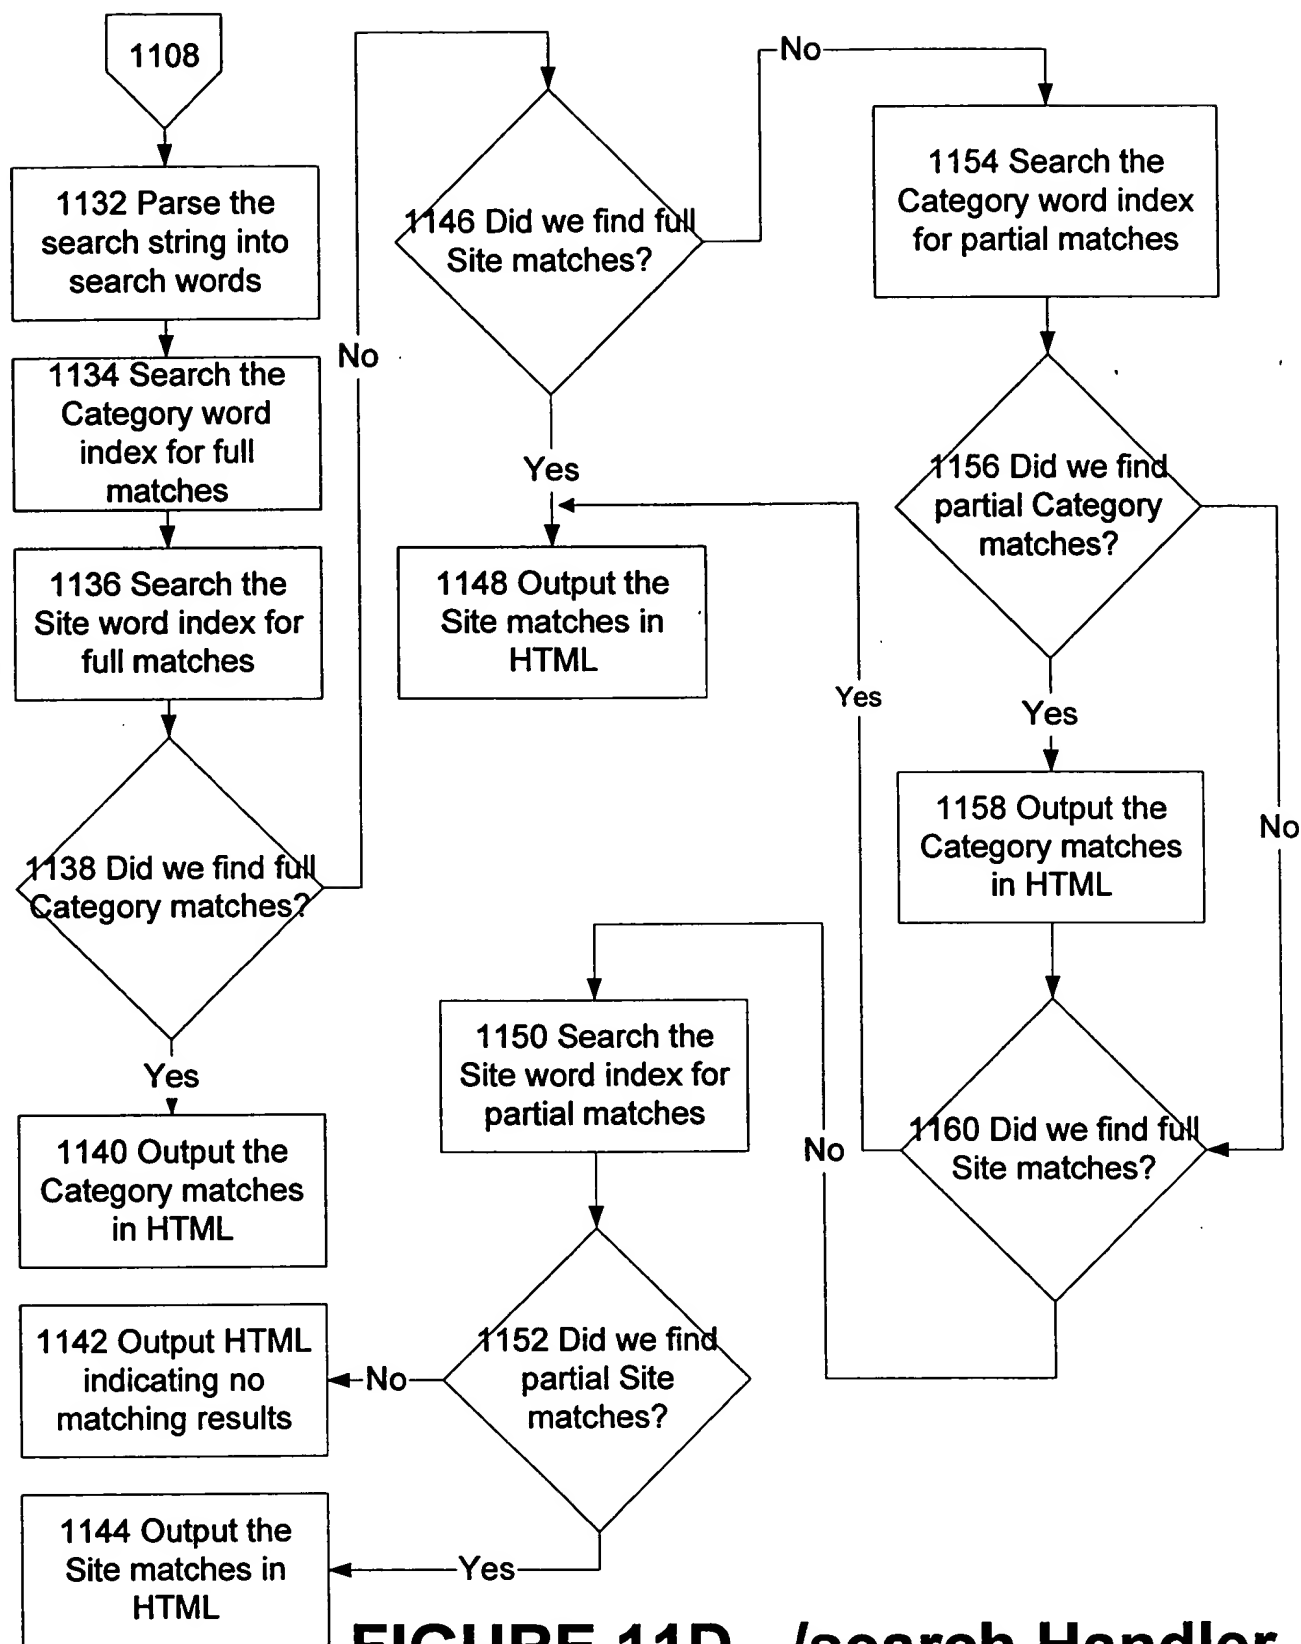 1108
1132 Parse the
search string into
search words
1134 Search the
Category word
index for full
matches
1136 Search the
Site word index for
full matches
1138 Did we find full
Category matches?
Yes
1140 Output the
Category matches
in HTML
1142 Output HTML
indicating no
matching results
1144 Output the
Site matches in
HTML
No
1146 Did we find full
Site matches?
Yes
1148 Output the
Site matches in
HTML
1150 Search the
Site word index for
partial matches
1152 Did we find
partial Site
matches?
No
Yes
No
1154 Search the
Category word index
for partial matches
1156 Did we find
partial Category
matches?
Yes
No
1158 Output the
Category matches
in HTML
1160 Did we find full
Site matches?
Yes
No
FIGURE 11D - /search Handler